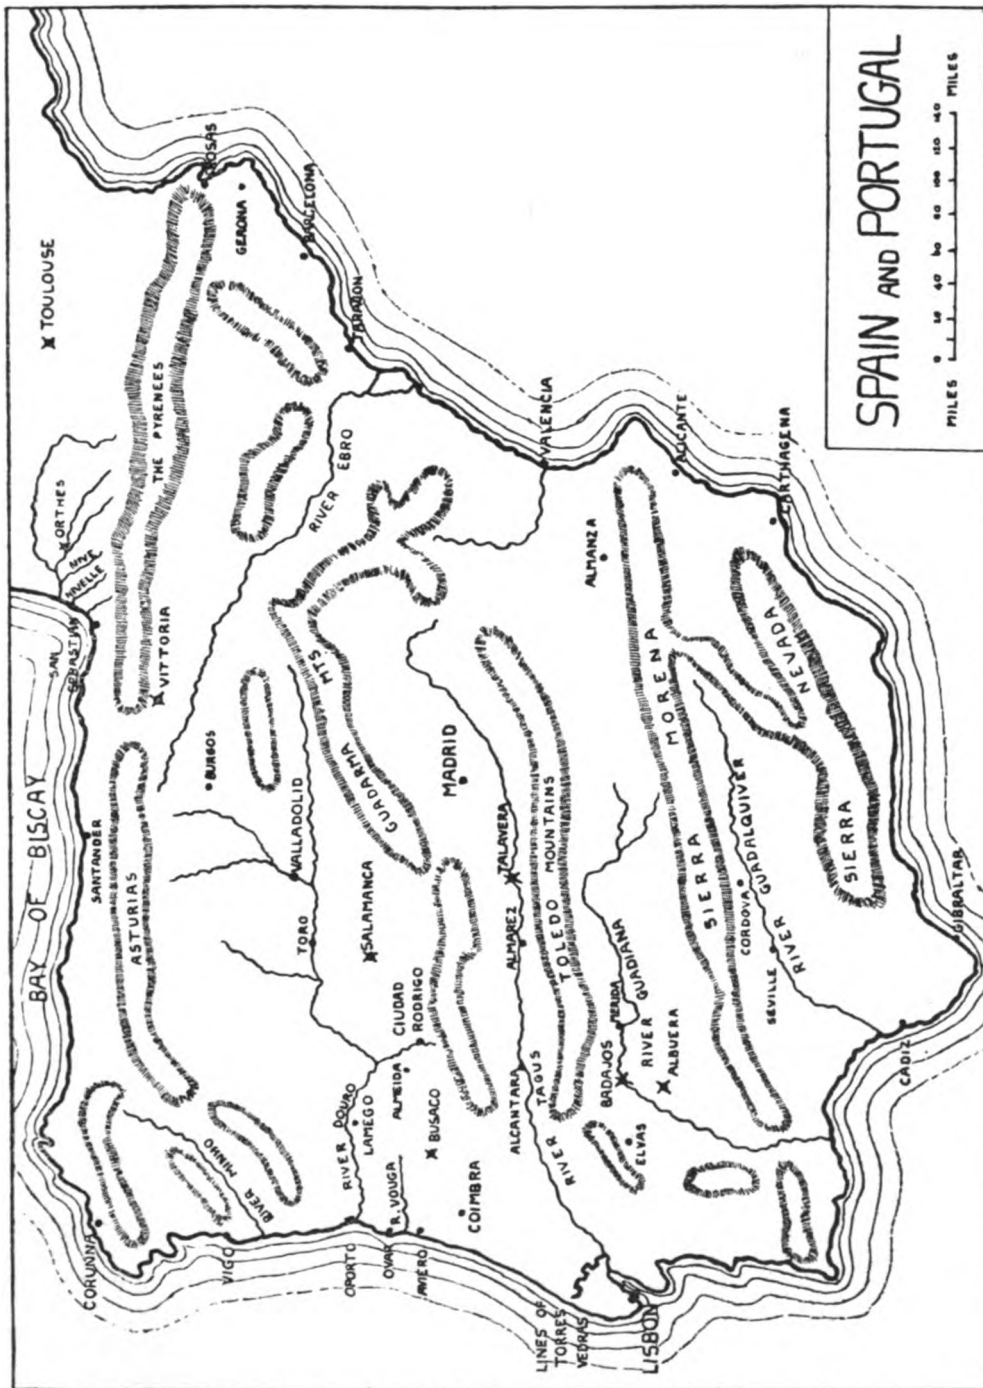 SPAIN AND PORTUGAL
MILES 0 20 40 60 80 100 120 140 MILES
BAY OF BISCAY
CORUNNA
SANTANDER
SAN
SEBASTIAN
NIVELLE
NIVE
ORTHES
TOULOUSE
ASTURIAS
VITTORIA
THE PYRENEES
ROSAS
GERONA
BARCELONA
TARAGON
RIVER EBRO
BURGOS
VIGO
RIVER MINHO
VALLADOLID
TORO
OPORTO
RIVER DOURO
LAMEGO
OVAR
R. VOUGA
ALMEIDA
CIUDAD
RODRIGO
SALAMANCA
GUADARMA MTS
AVIERO
BUSACO
COIMBRA
MADRID
VALENCIA
TALAVERA
ALMAREZ
ALCANTARA
RIVER TAGUS
TOLEDO MOUNTAINS
LINES OF
TORRES
VEDRAS
LISBON
ELVAS
BADAJOS
MERIDA
RIVER GUADIANA
ALBUERA
ALMANZA
ALICANTE
CARTHAGENA
SIERRA MORENA
CORDOVA
SEVILLE
RIVER GUADALQUIVER
SIERRA NEVADA
CADIZ
GIBRALTAR